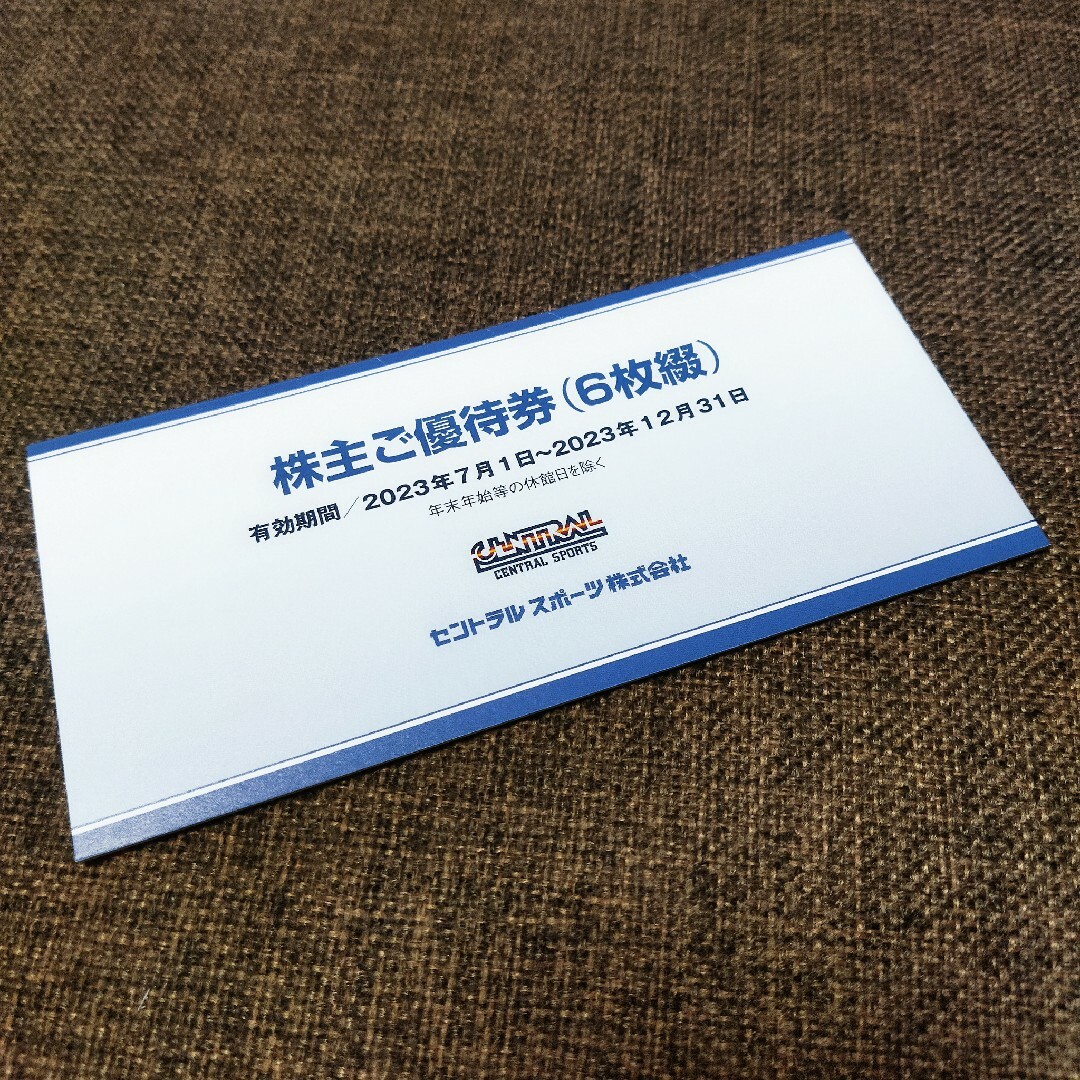 株主ご優待券(6枚綴)
有効期間/2023年7月1日~2023年12月31日
年末年始等の休館日を除く
CENTRAL
CENTRAL SPORTS
セントラルスポーツ株式会社